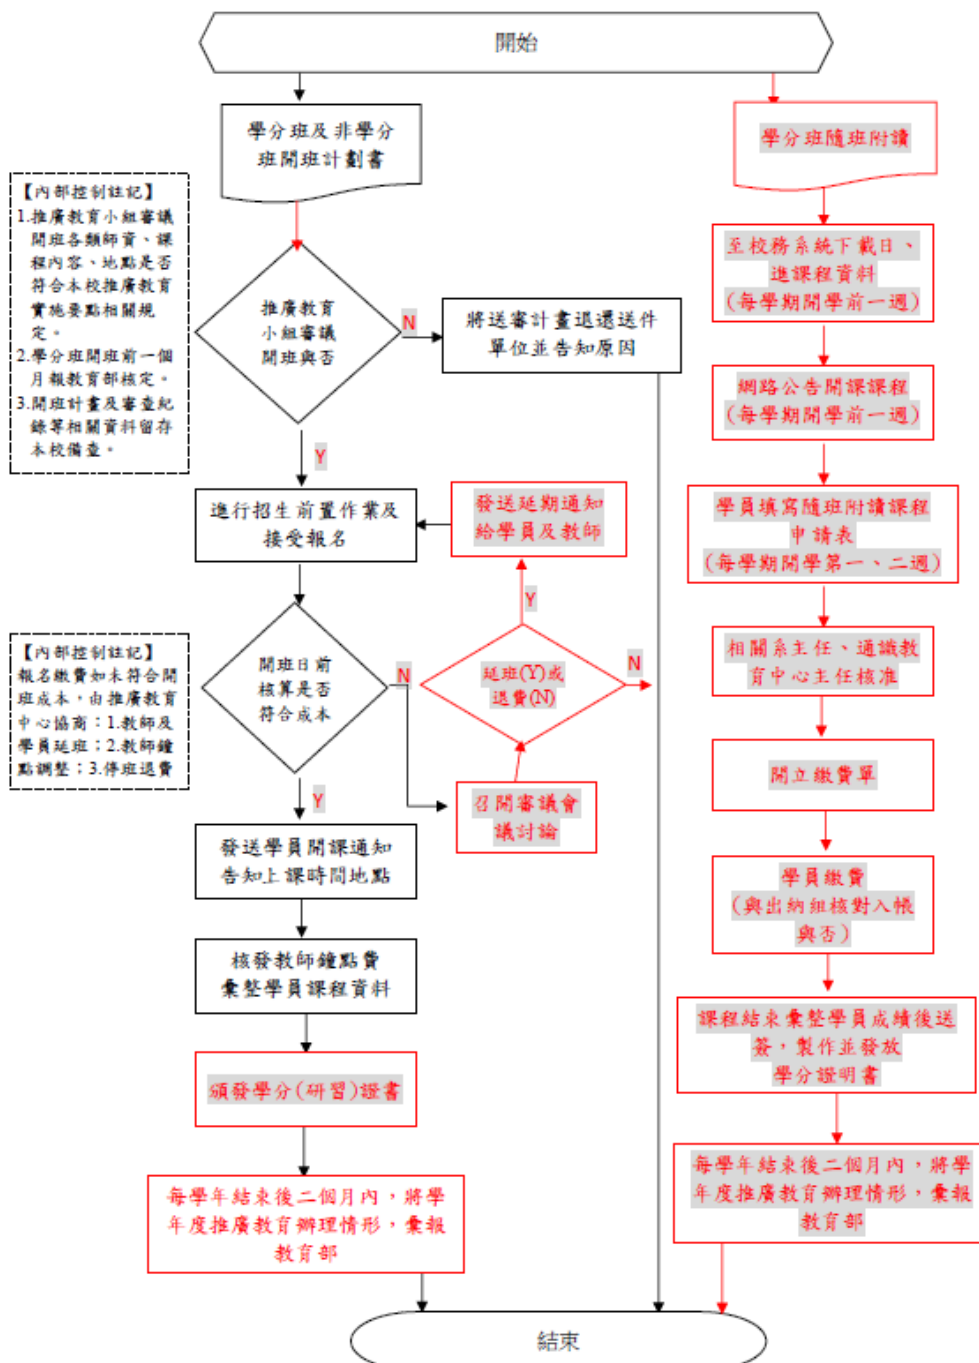 開始
學分班及非學分
班開班計劃書
【內部控制註記】
1.推廣教育小組審議
開班各類師資、課
程內容、地點是否
符合本校推廣教育
實施要點相關規
定。
2.學分班開班前一個
月報教育部核定。
3.開班計畫及審查紀
錄等相關資料留存
本校備查。
推廣教育
小組審議
開班與否
N
將送審計畫退還送件
單位並告知原因
Y
進行招生前置作業及
接受報名
發送延期通知
給學員及教師
Y
【內部控制註記】
報名繳費如未符合開
班成本，由推廣教育
中心協商：1.教師及
學員延班；2.教師鐘
點調整；3.停班退費
開班日前
核算是否
符合成本
N
延班(Y)或
退費(N)
N
Y
召開審議會
議討論
發送學員開課通知
告知上課時間地點
核發教師鐘點費
彙整學員課程資料
頒發學分(研習)證書
每學年結束後二個月內，將學
年度推廣教育辦理情形，彙報
教育部
學分班隨班附讀
至校務系統下載日、
進課程資料
(每學期開學前一週)
網路公告開課課程
(每學期開學前一週)
學員填寫隨班附讀課程
申請表
(每學期開學第一、二週)
相關系主任、通識教
育中心主任核准
開立繳費單
學員繳費
(與出納組核對入帳
與否)
課程結束彙整學員成績後送
簽，製作並發放
學分證明書
每學年結束後二個月內，將學
年度推廣教育辦理情形，彙報
教育部
結束